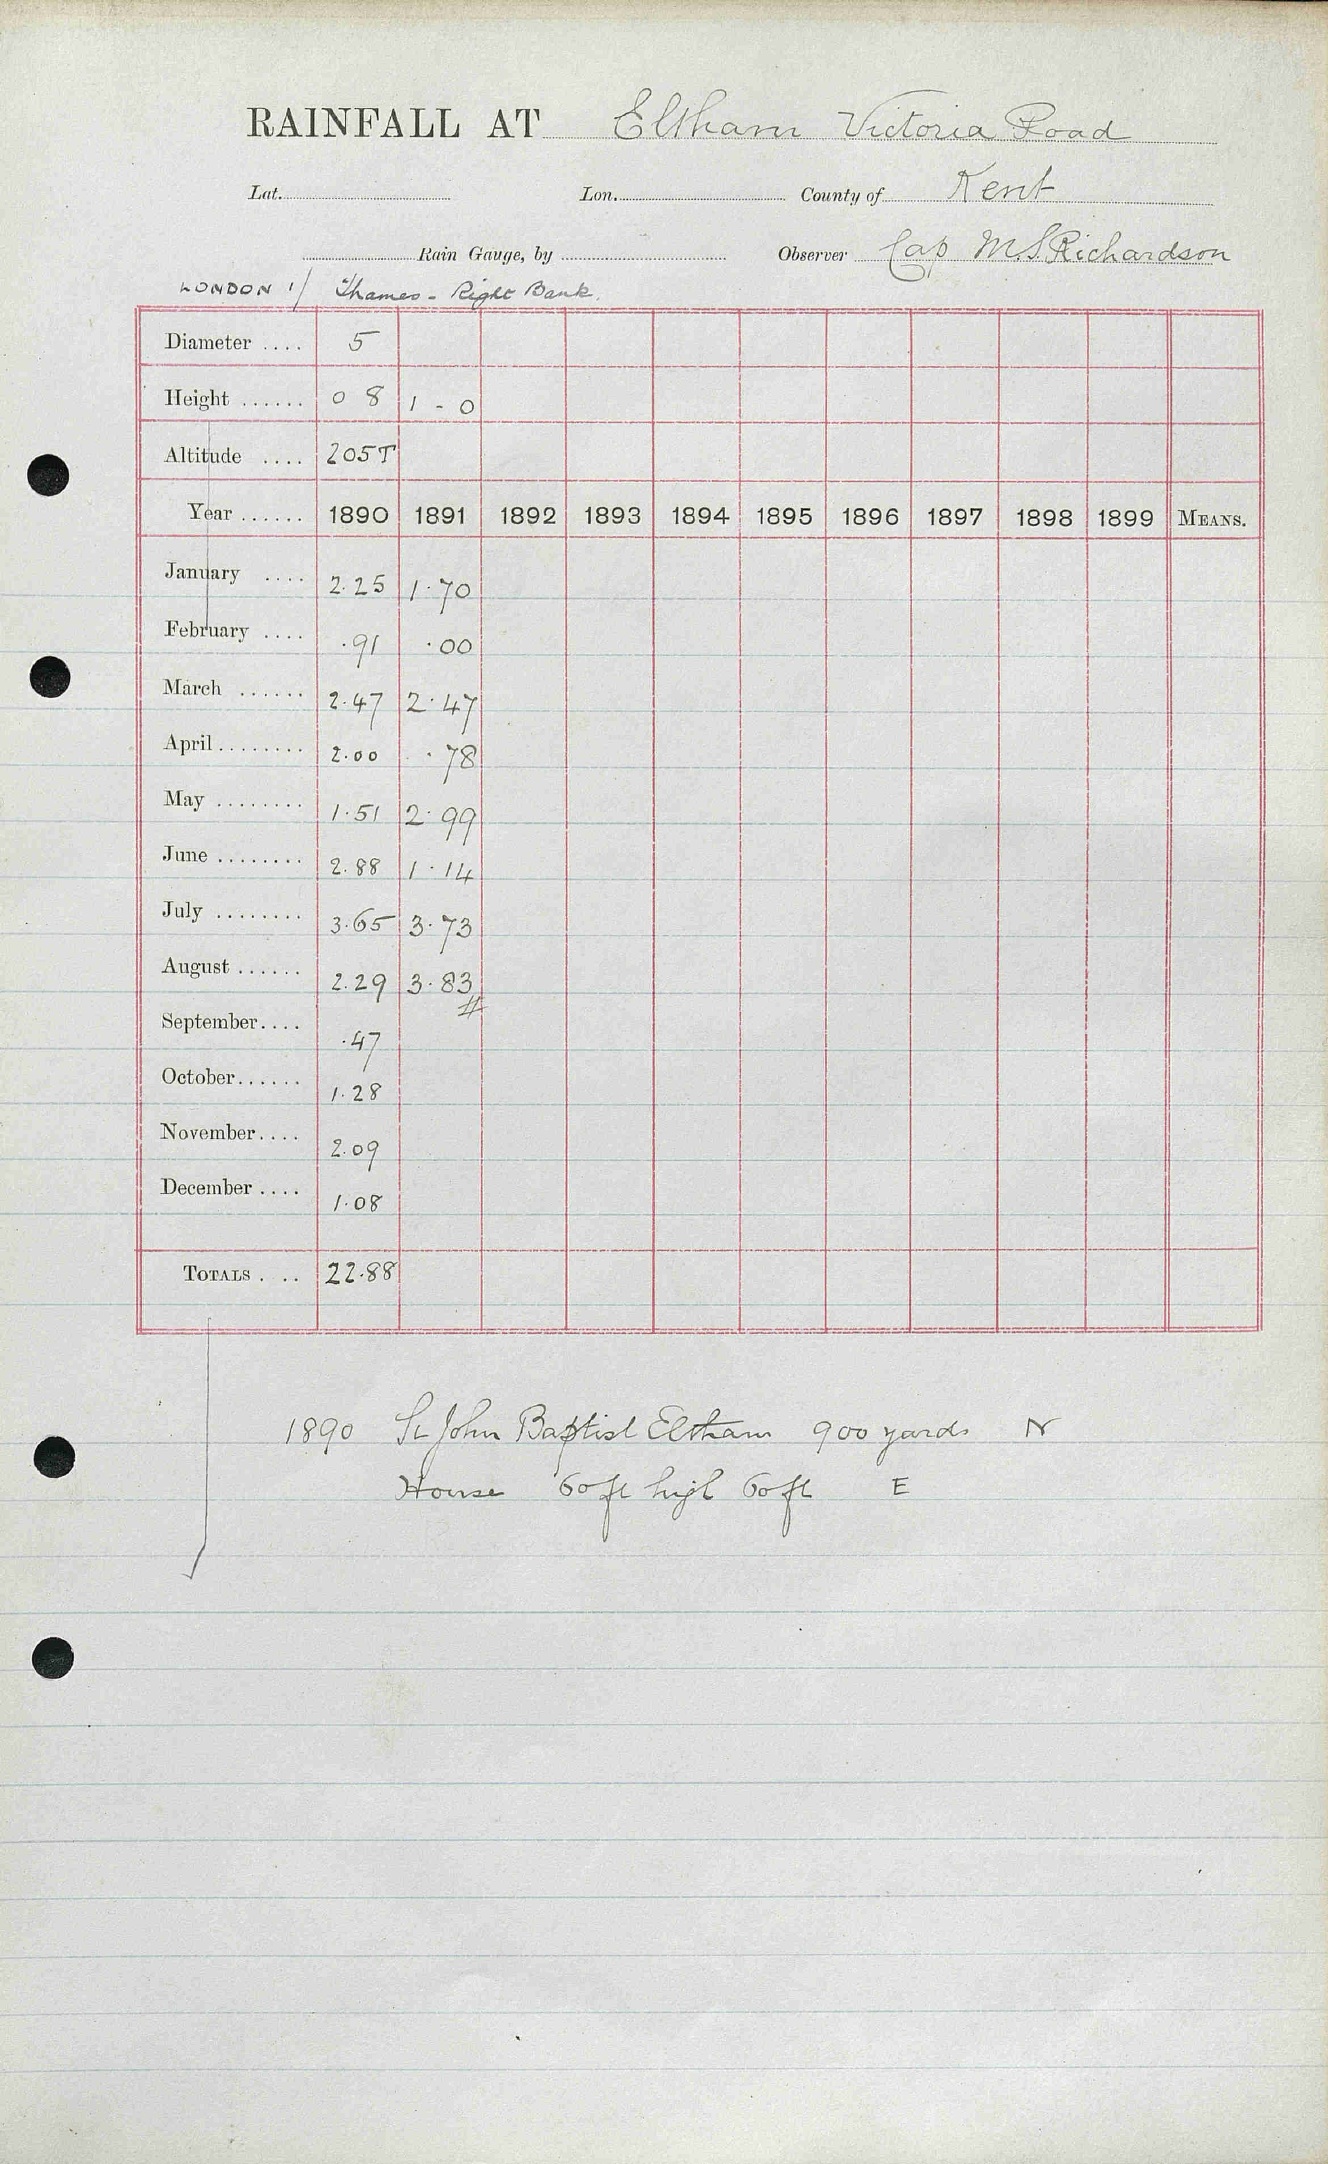 RAINFALL AT Eltham Victoria Road
Lat. Lon. County of Kent
Rain Gauge, by Observer Cap M.S. Richardson
LONDON 1/ Thames - Right Bank.
Diameter .... 5
Height ...... 0 8 1 - 0
Altitude .... 205T
Year ...... 1890 1891 1892 1893 1894 1895 1896 1897 1898 1899 MEANS.
January .... 2.25 1.70
February .... .91 .00
March ...... 2.47 2.47
April ........ 2.00 .78
May ........ 1.51 2.99
June ........ 2.88 1.14
July ........ 3.65 3.73
August ...... 2.29 3.83
September.... .47
October...... 1.28
November.... 2.09
December .... 1.08
TOTALS . .. 22.88
1890 St John Baptist Eltham 900 yards N
House 60 ft high 60 ft E